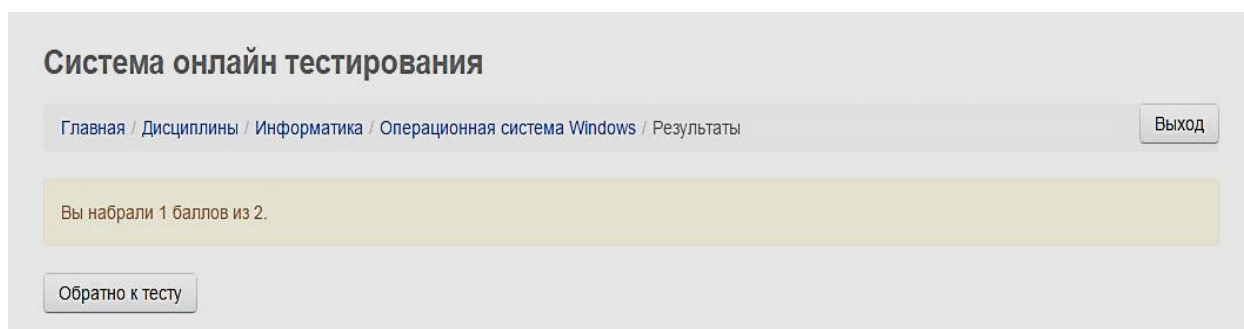 Система онлайн тестирования
Главная / Дисциплины / Информатика / Операционная система Windows / Результаты
Выход
Вы набрали 1 баллов из 2.
Обратно к тесту